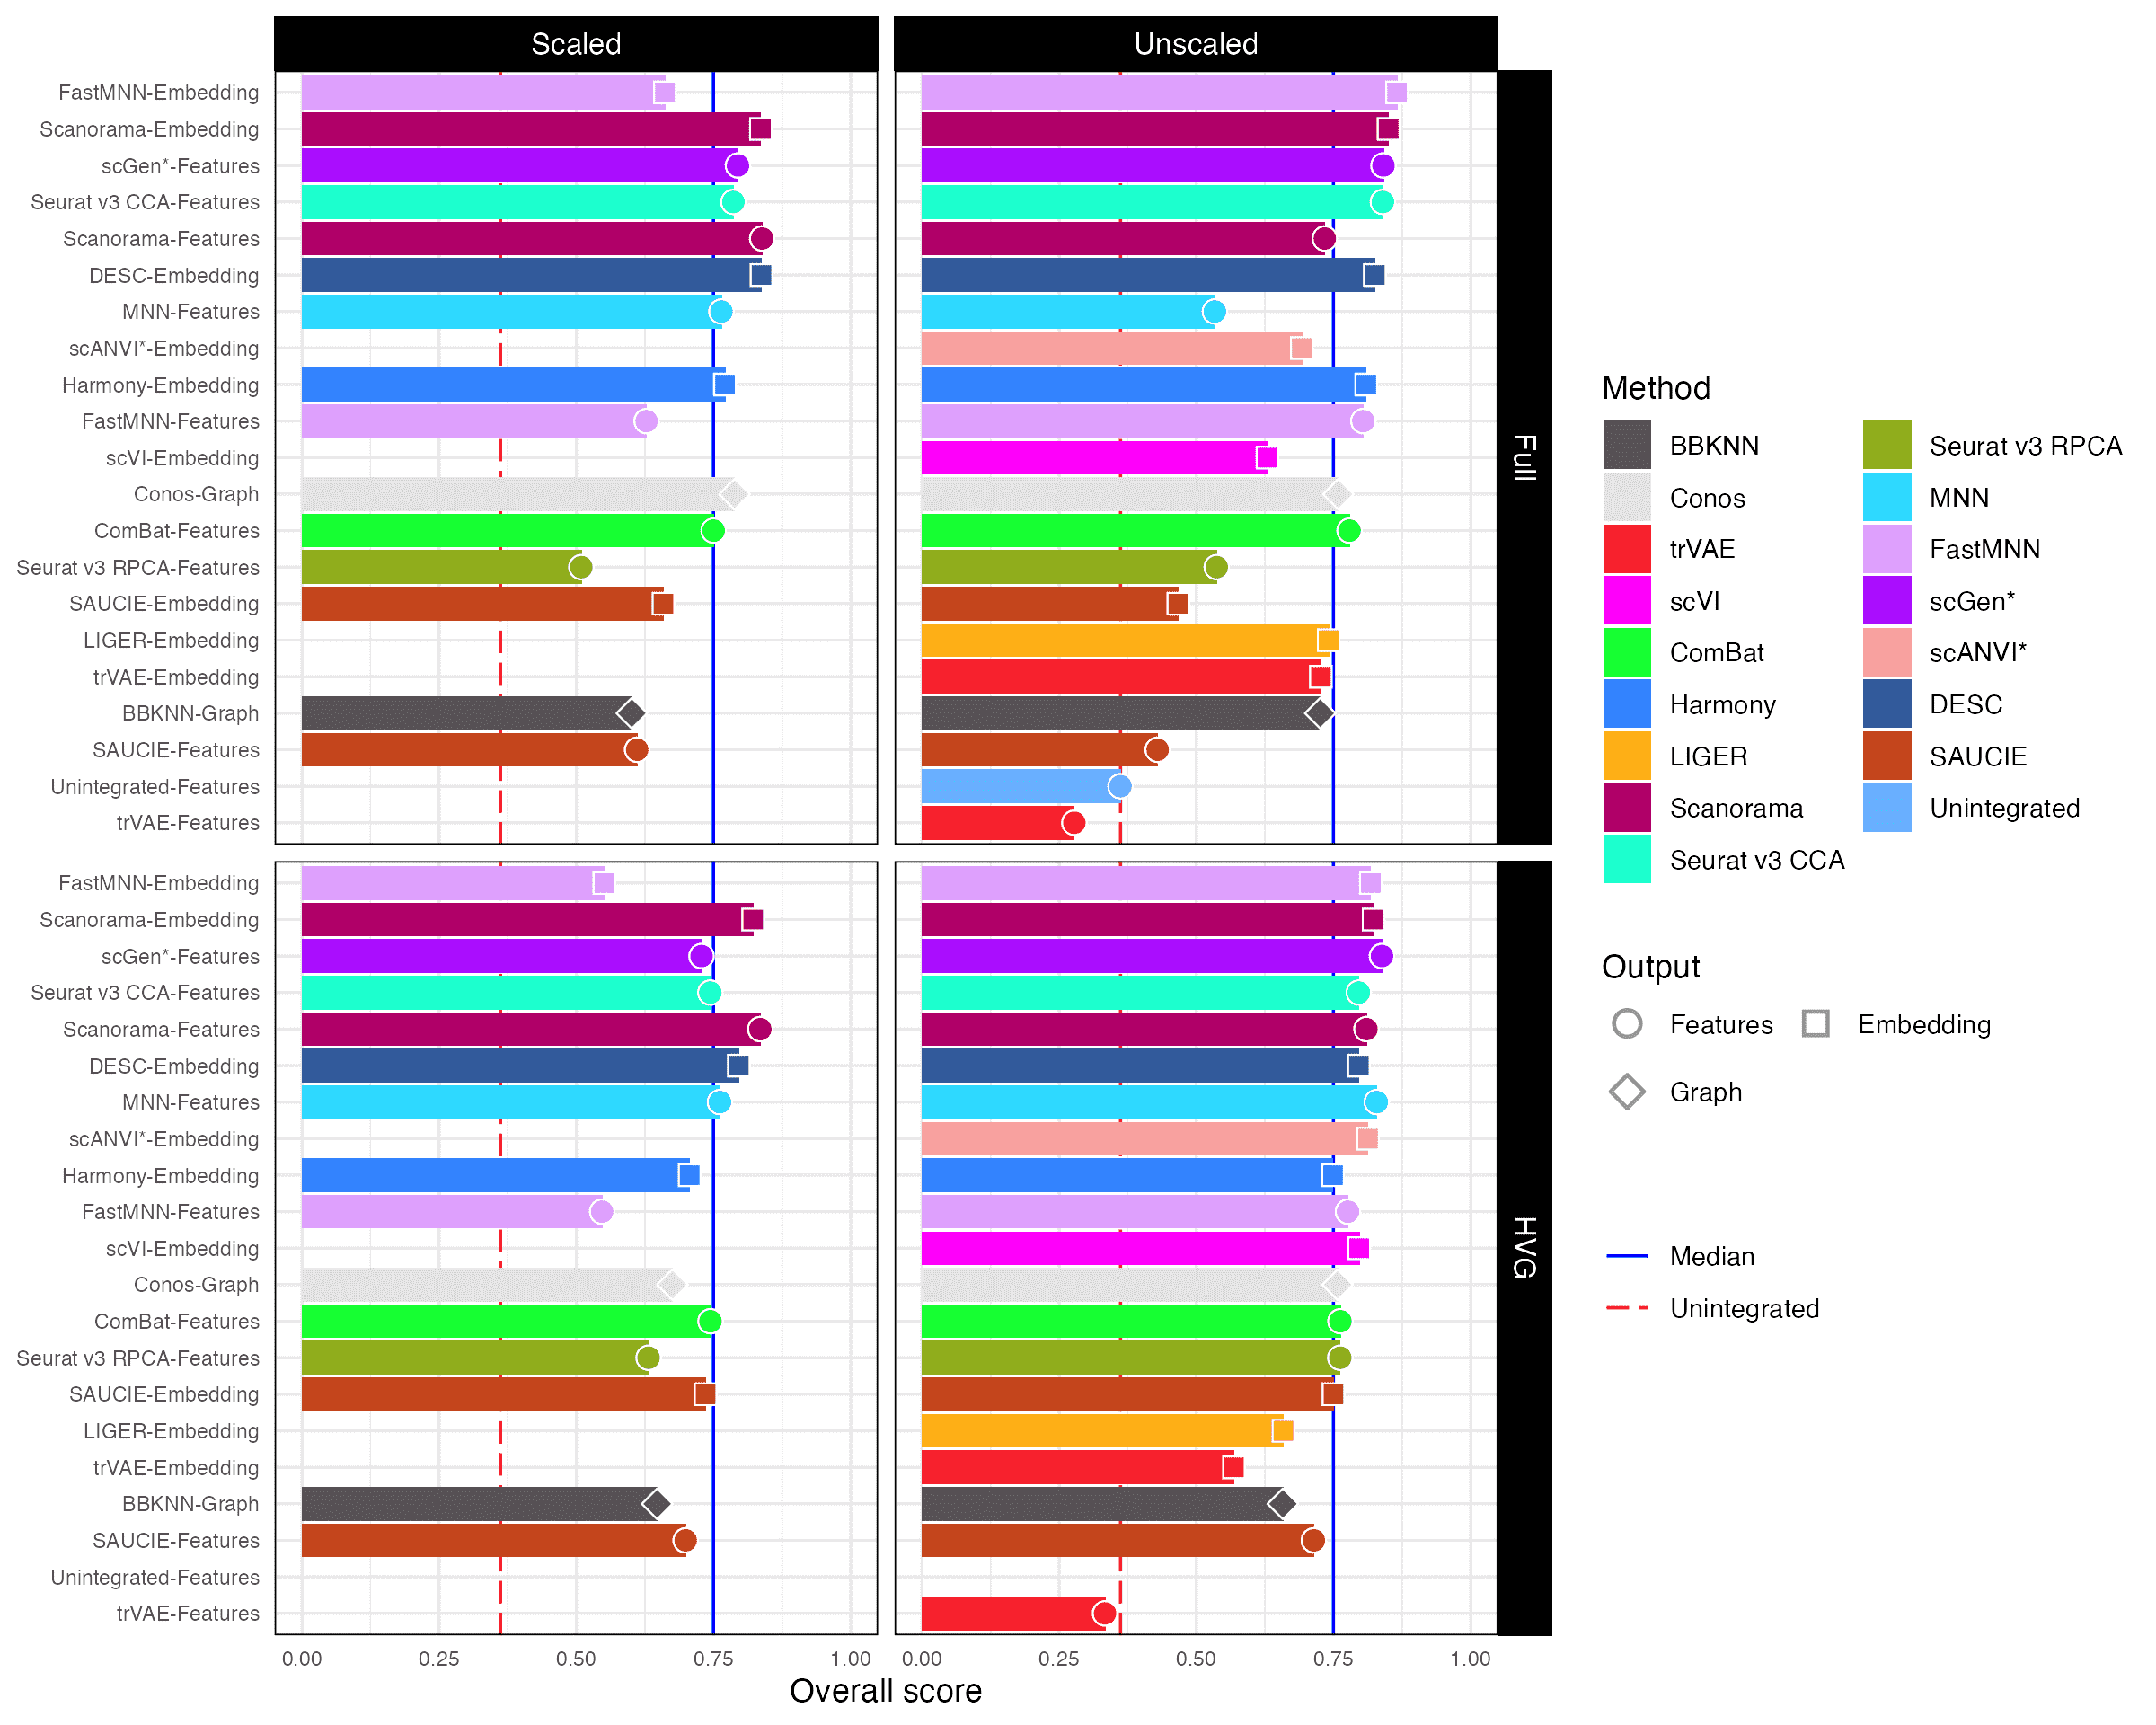 Scaled
Unscaled
FastMNN-Embedding
Scanorama-Embedding
scGen*-Features
Seurat v3 CCA-Features
Scanorama-Features
DESC-Embedding
MNN-Features
scANVI*-Embedding
Harmony-Embedding
FastMNN-Features
scVI-Embedding
Conos-Graph
ComBat-Features
Seurat v3 RPCA-Features
SAUCIE-Embedding
LIGER-Embedding
trVAE-Embedding
BBKNN-Graph
SAUCIE-Features
Unintegrated-Features
trVAE-Features
Full
FastMNN-Embedding
Scanorama-Embedding
scGen*-Features
Seurat v3 CCA-Features
Scanorama-Features
DESC-Embedding
MNN-Features
scANVI*-Embedding
Harmony-Embedding
FastMNN-Features
scVI-Embedding
Conos-Graph
ComBat-Features
Seurat v3 RPCA-Features
SAUCIE-Embedding
LIGER-Embedding
trVAE-Embedding
BBKNN-Graph
SAUCIE-Features
Unintegrated-Features
trVAE-Features
HVG
0.00 0.25 0.50 0.75 1.00
0.00 0.25 0.50 0.75 1.00
Overall score
Method
BBKNN
Conos
trVAE
scVI
ComBat
Harmony
LIGER
Scanorama
Seurat v3 CCA
Seurat v3 RPCA
MNN
FastMNN
scGen*
scANVI*
DESC
SAUCIE
Unintegrated
Output
Features
Embedding
Graph
Median
Unintegrated